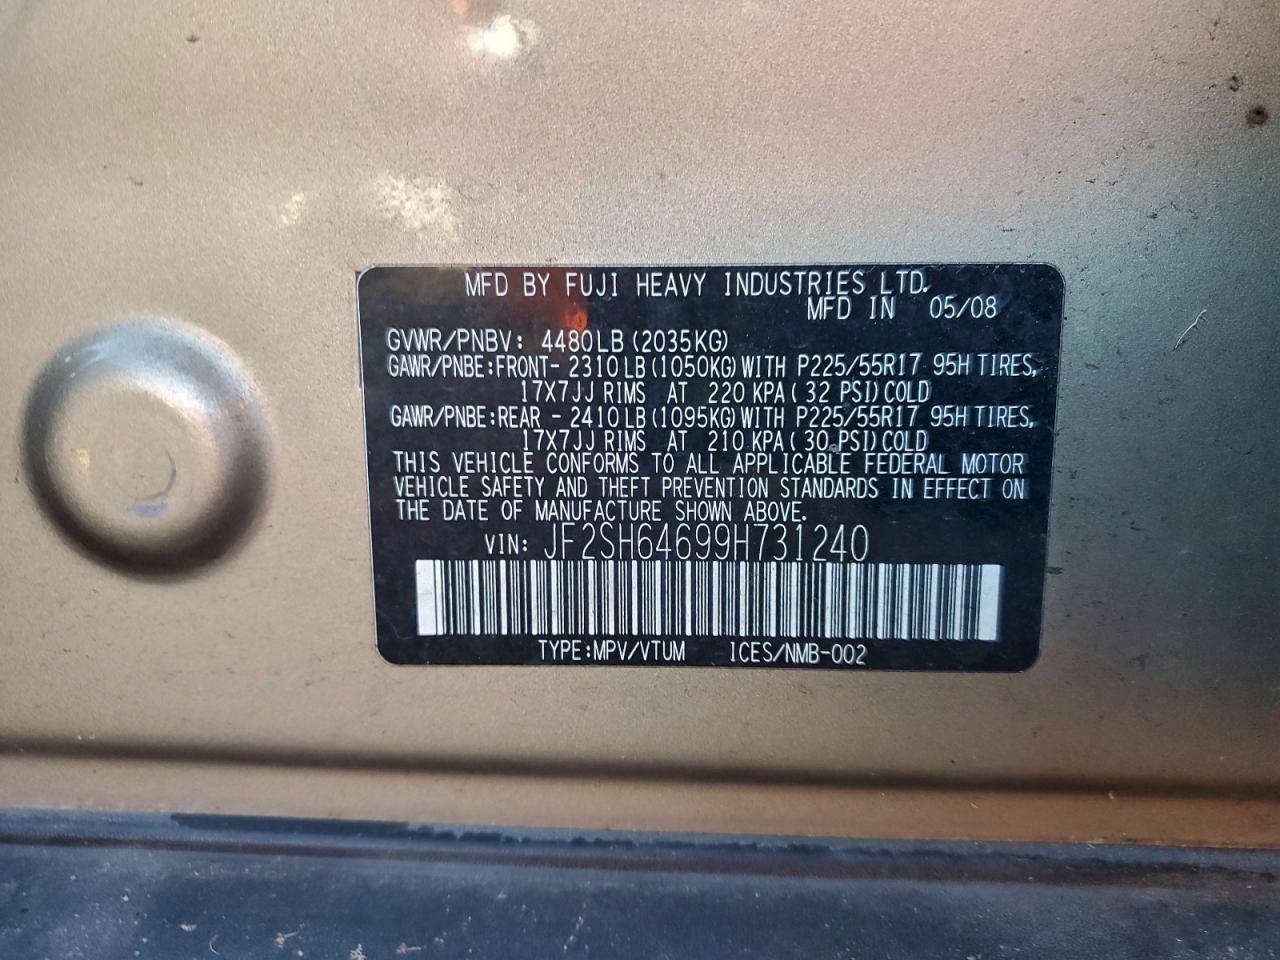 MFD BY FUJI HEAVY INDUSTRIES LTD.
MFD IN 05/08
GVWR/PNBV: 4480LB (2035KG)
GAWR/PNBE:FRONT- 2310LB (1050KG) WITH P225/55R17 95H TIRES,
17X7JJ RIMS AT 220 KPA ( 32 PSI) COLD
GAWR/PNBE:REAR - 2410LB (1095KG) WITH P225/55R17 95H TIRES,
17X7JJ RIMS AT 210 KPA ( 30 PSI) COLD
THIS VEHICLE CONFORMS TO ALL APPLICABLE FEDERAL MOTOR
VEHICLE SAFETY AND THEFT PREVENTION STANDARDS IN EFFECT ON
THE DATE OF MANUFACTURE SHOWN ABOVE.
VIN: JF2SH64699H731240
TYPE:MPV/VTUM ICES/NMB-002